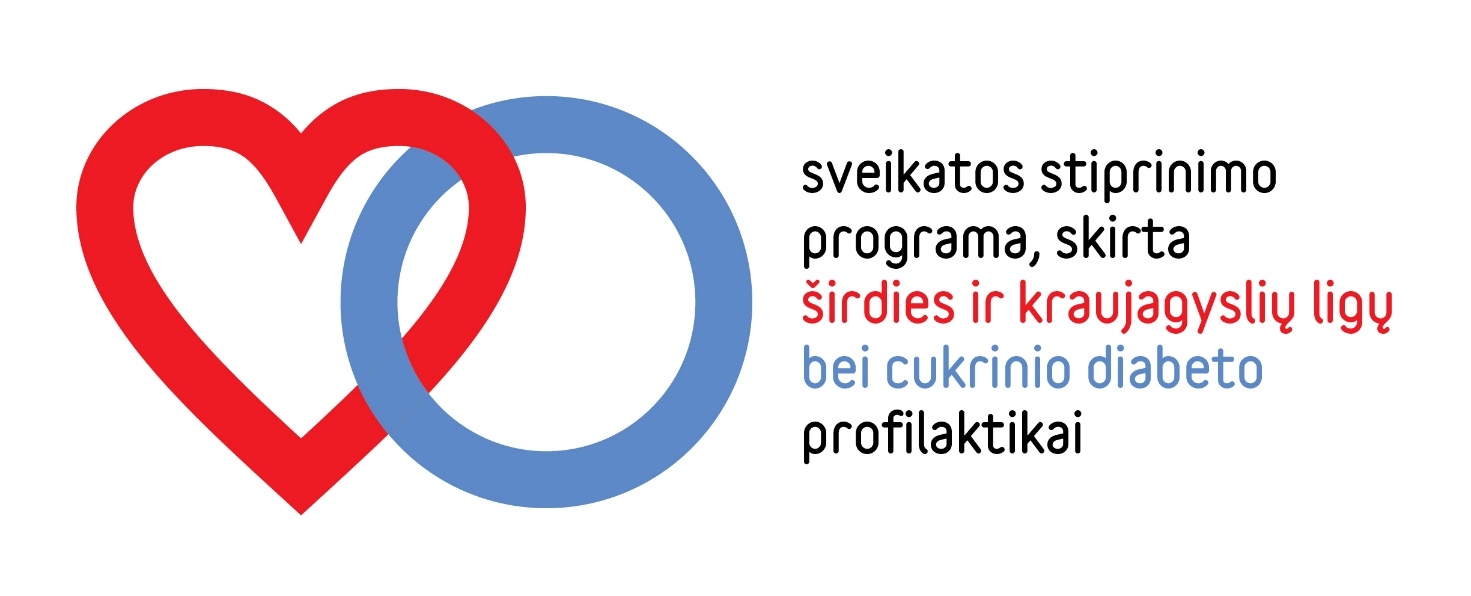 sveikatos stiprinimo
programa, skirta
širdies ir kraujagyslių ligų
bei cukrinio diabeto
profilaktikai